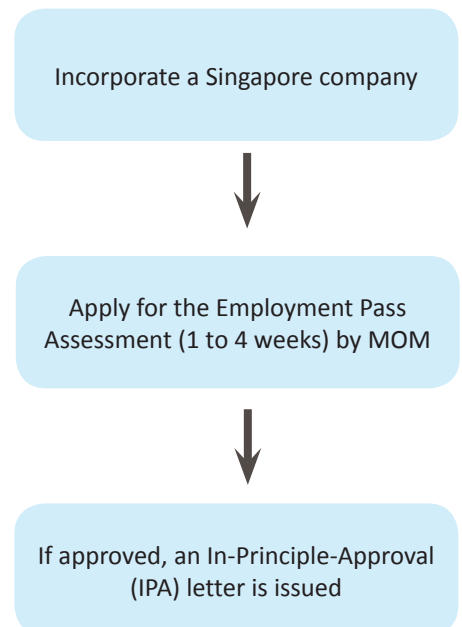 Incorporate a Singapore company
Apply for the Employment Pass
Assessment (1 to 4 weeks) by MOM
If approved, an In-Principle-Approval
(IPA) letter is issued